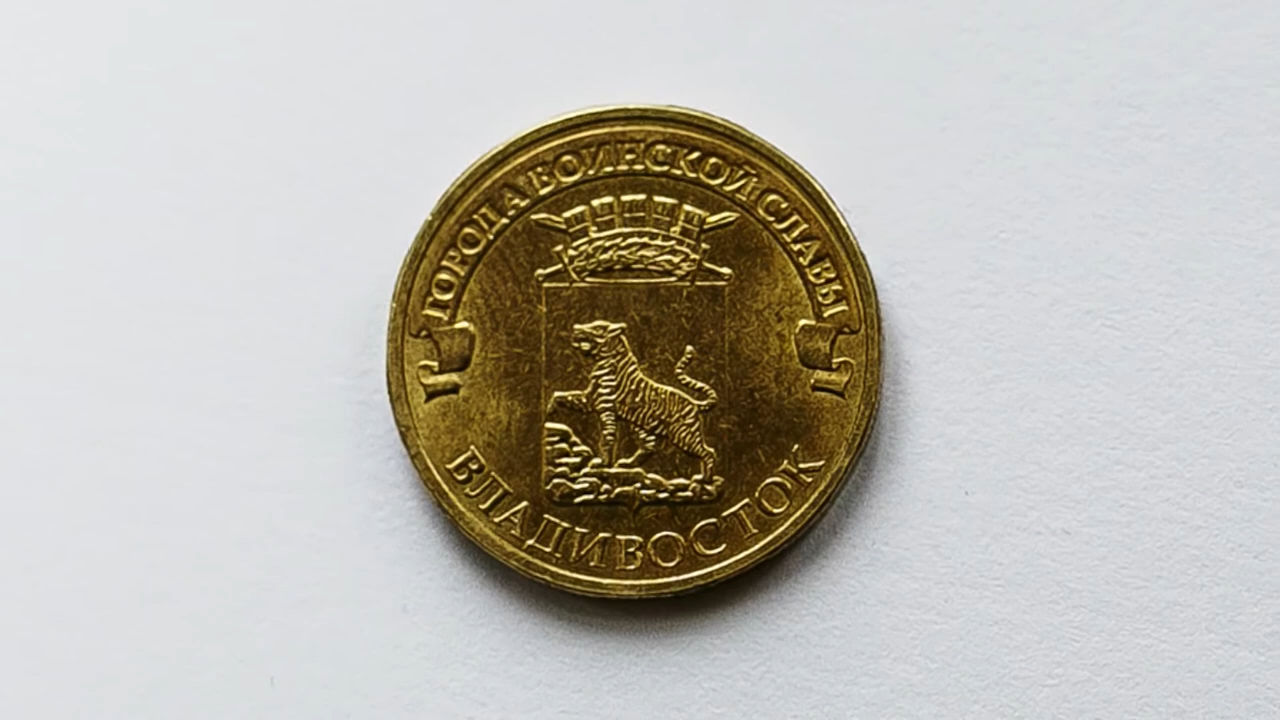 ГОРОДА ВОИНСКОЙ СЛАВЫ
ВЛАДИВОСТОК